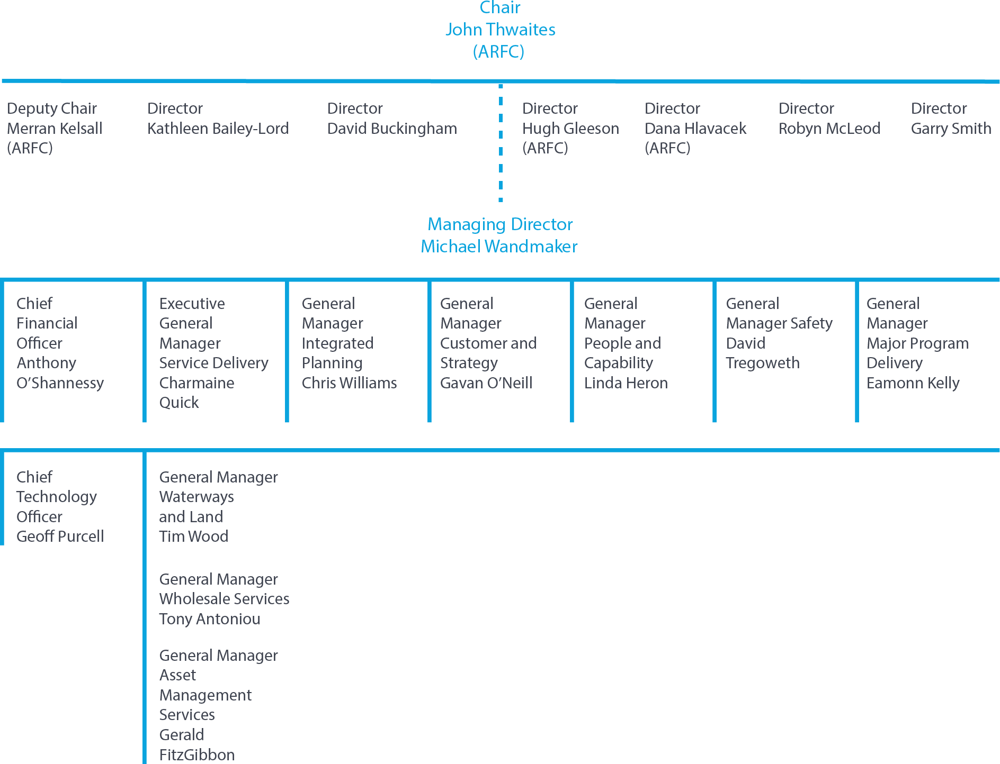 Chair
John Thwaites
(ARFC)
Deputy Chair
Merran Kelsall
(ARFC)
Director
Kathleen Bailey-Lord
Director
David Buckingham
Director
Hugh Gleeson
(ARFC)
Director
Dana Hlavacek
(ARFC)
Director
Robyn McLeod
Director
Garry Smith
Managing Director
Michael Wandmaker
Chief
Financial
Officer
Anthony
O’Shannessy
Executive
General
Manager
Service Delivery
Charmaine
Quick
General
Manager
Integrated
Planning
Chris Williams
General
Manager
Customer and
Strategy
Gavan O’Neill
General
Manager
People and
Capability
Linda Heron
General
Manager Safety
David
Tregoweth
General
Manager
Major Program
Delivery
Eamonn Kelly
Chief
Technology
Officer
Geoff Purcell
General Manager
Waterways
and Land
Tim Wood
General Manager
Wholesale Services
Tony Antoniou
General Manager
Asset
Management
Services
Gerald
FitzGibbon